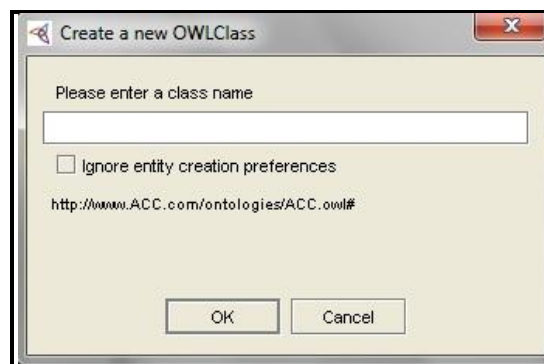 Create a new OWLClass
Please enter a class name
Ignore entity creation preferences
http://www.ACC.com/ontologies/ACC.owl#
OK
Cancel